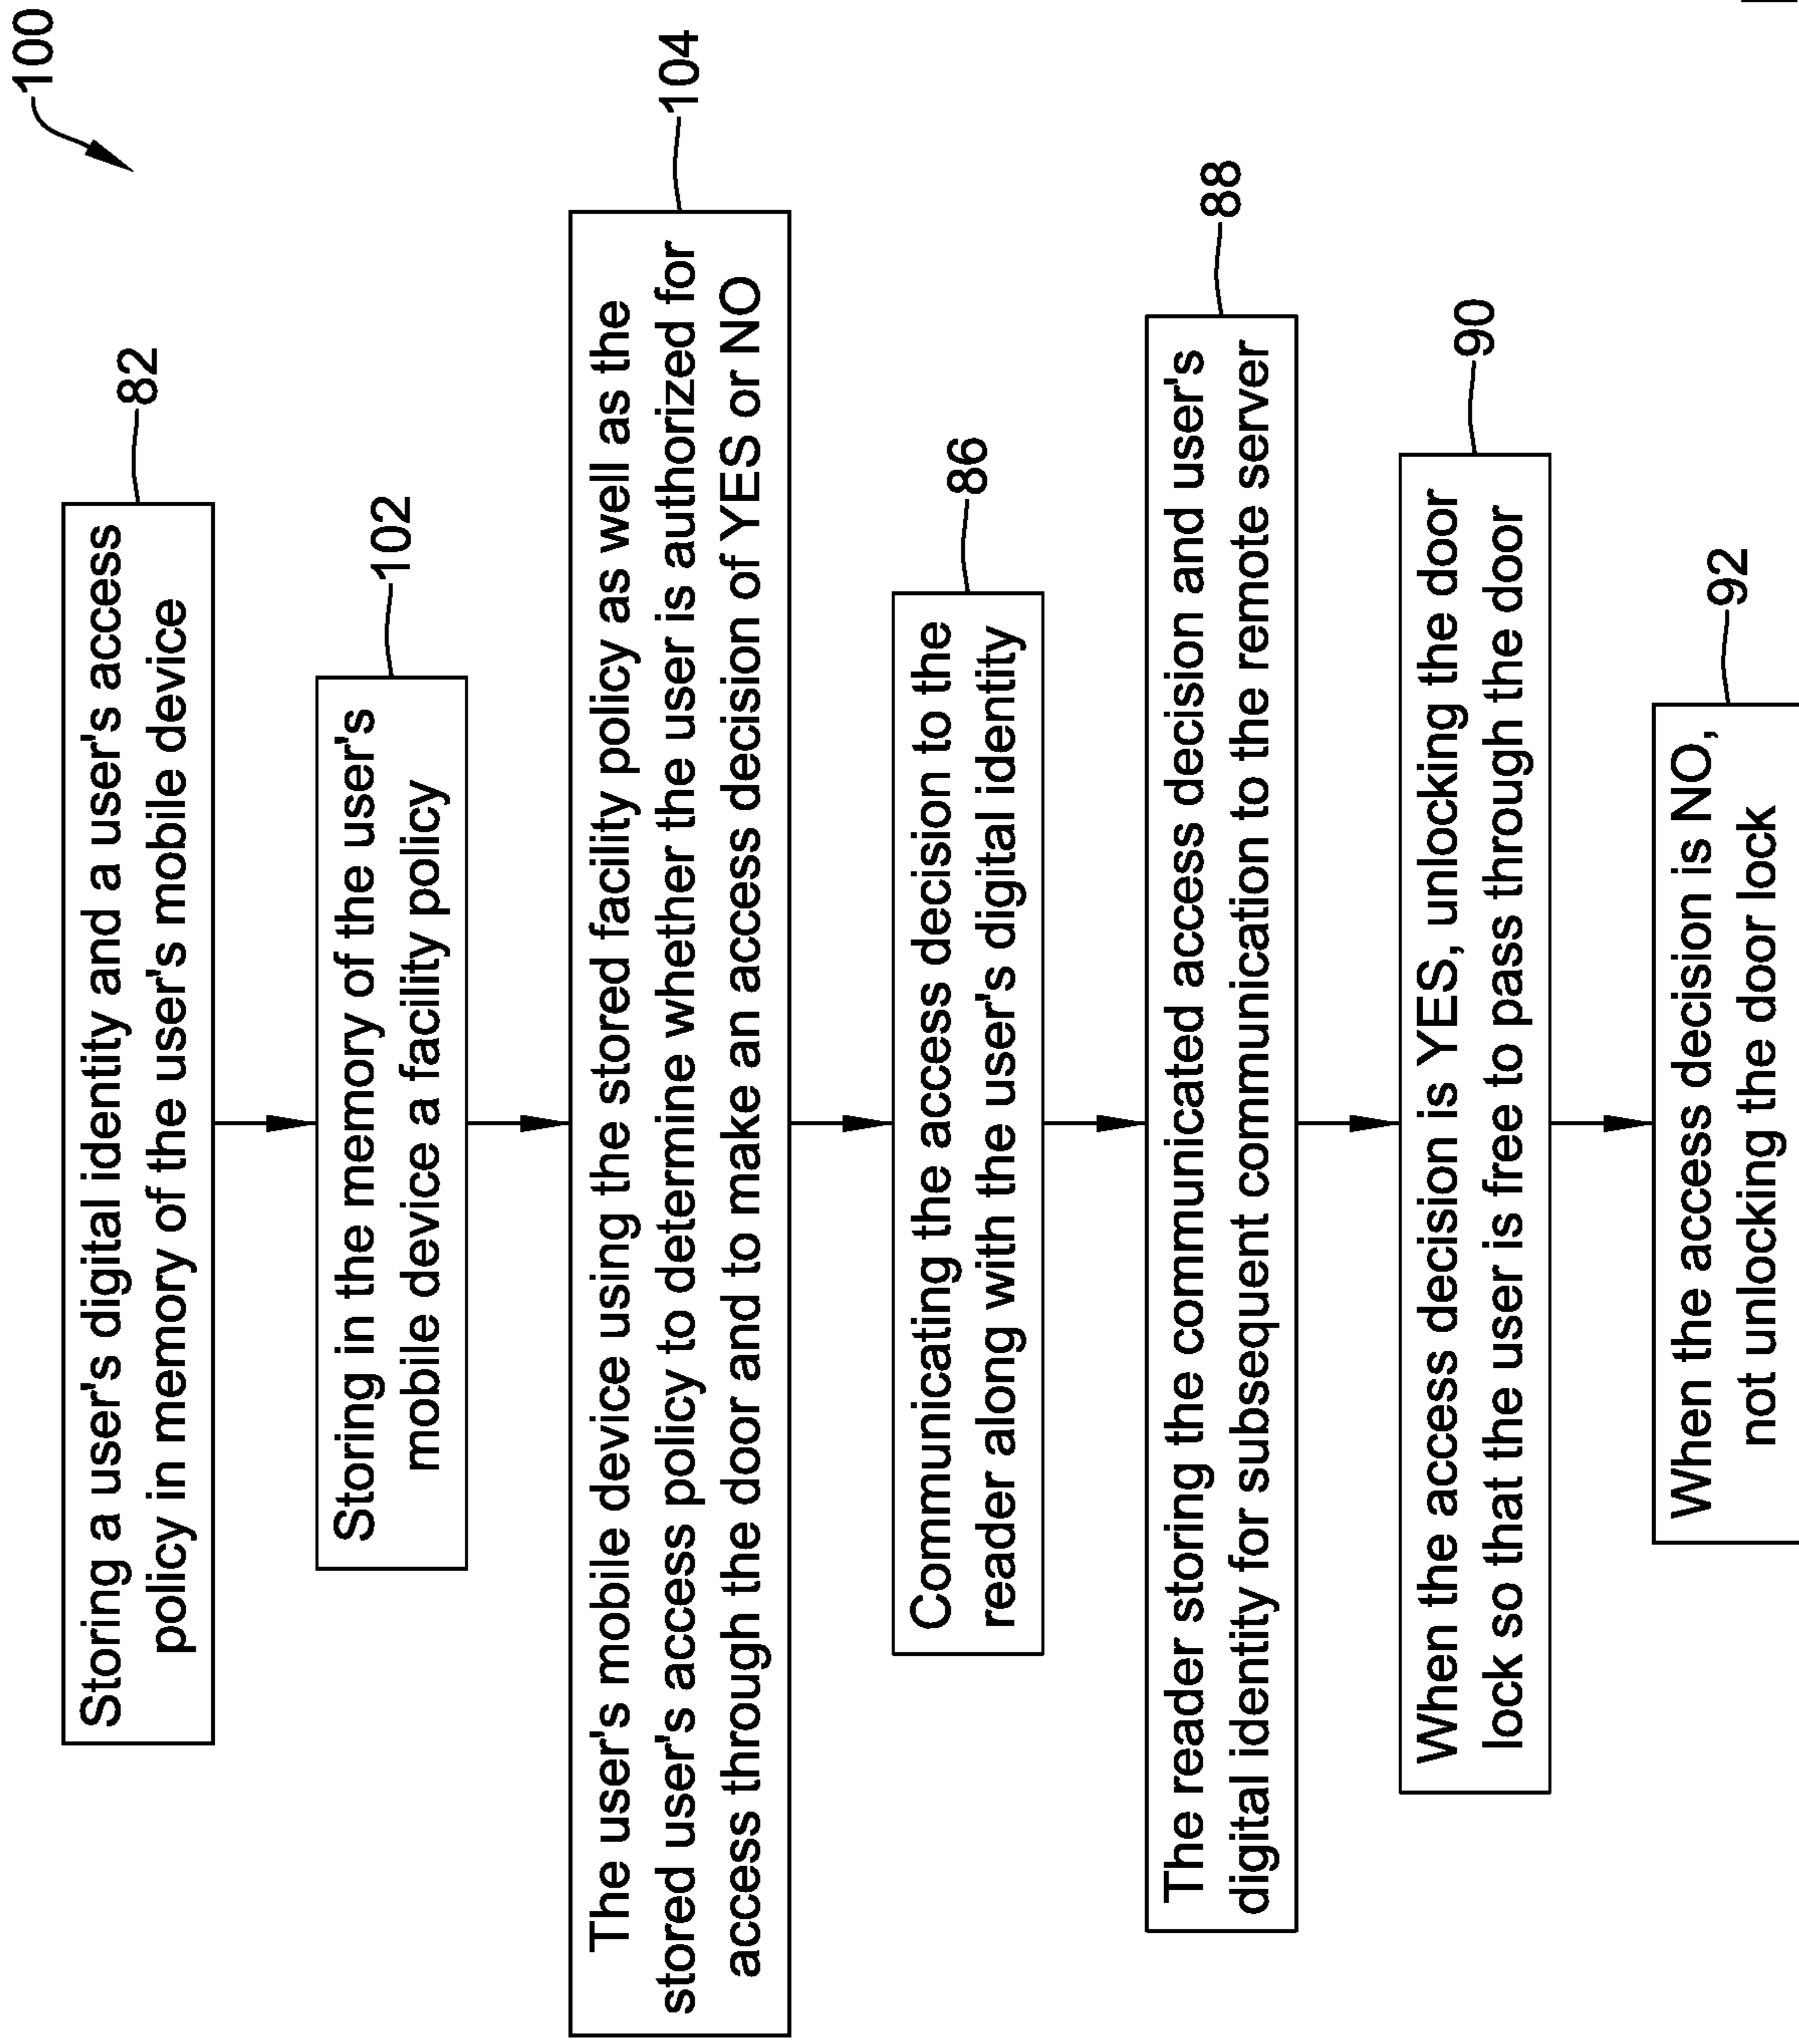 100
Storing a user's digital identity and a user's access
policy in memory of the user's mobile device
82
Storing in the memory of the user's
mobile device a facility policy
102
The user's mobile device using the stored facility policy as well as the
stored user's access policy to determine whether the user is authorized for
access through the door and to make an access decision of YES or NO
104
Communicating the access decision to the
reader along with the user's digital identity
86
The reader storing the communicated access decision and user's
digital identity for subsequent communication to the remote server
88
When the access decision is YES, unlocking the door
lock so that the user is free to pass through the door
90
When the access decision is NO,
not unlocking the door lock
92